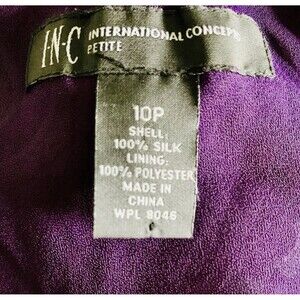 I·N·C INTERNATIONAL CONCEPTS
PETITE
10P
SHELL:
100% SILK
LINING:
100% POLYESTER
MADE IN
CHINA
WPL 8046